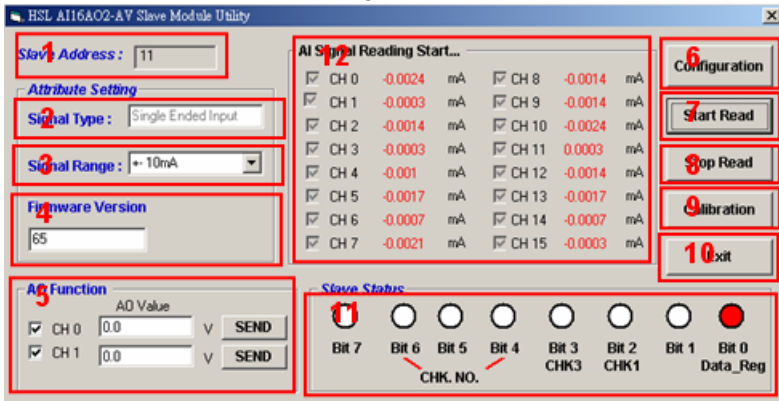 HSL AI16AO2-AV Slave Module Utility
Slave Address : 11
1
Attribute Setting
Signal Type : Single Ended Input
2
Signal Range : +- 10mA
3
Firmware Version
4
65
AI Signal Reading Start...
12
CH 0 -0.0024 mA CH 8 -0.0014 mA
CH 1 -0.0003 mA CH 9 -0.0014 mA
CH 2 -0.0014 mA CH 10 -0.0024 mA
CH 3 -0.0003 mA CH 11 0.0003 mA
CH 4 -0.001 mA CH 12 -0.0014 mA
CH 5 -0.0017 mA CH 13 -0.0017 mA
CH 6 -0.0007 mA CH 14 -0.0007 mA
CH 7 -0.0021 mA CH 15 -0.0003 mA
6
Configuration
7
Start Read
8
Stop Read
9
Calibration
10
Exit
AO Function
5
AO Value
CH 0 0.0 V SEND
CH 1 0.0 V SEND
Slave Status
11
Bit 7 Bit 6 Bit 5 Bit 4 Bit 3 Bit 2 Bit 1 Bit 0
CHK. NO. CHK3 CHK1 Data_Reg